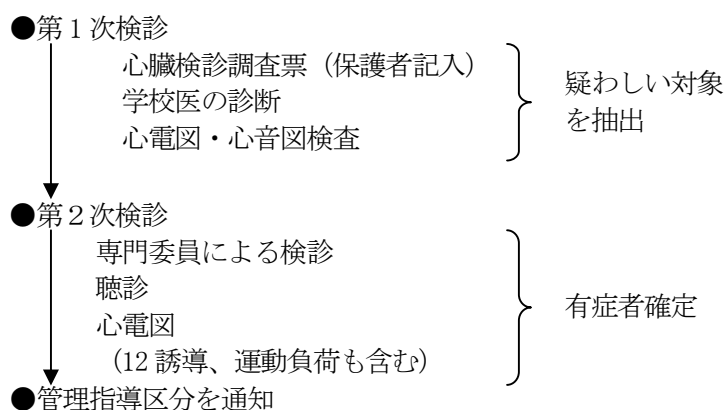 ●第1次検診
心臓検診調査票（保護者記入）
学校医の診断
心電図・心音図検査
疑わしい対象
を抽出
●第2次検診
専門委員による検診
聴診
心電図
（12誘導、運動負荷も含む）
有症者確定
●管理指導区分を通知